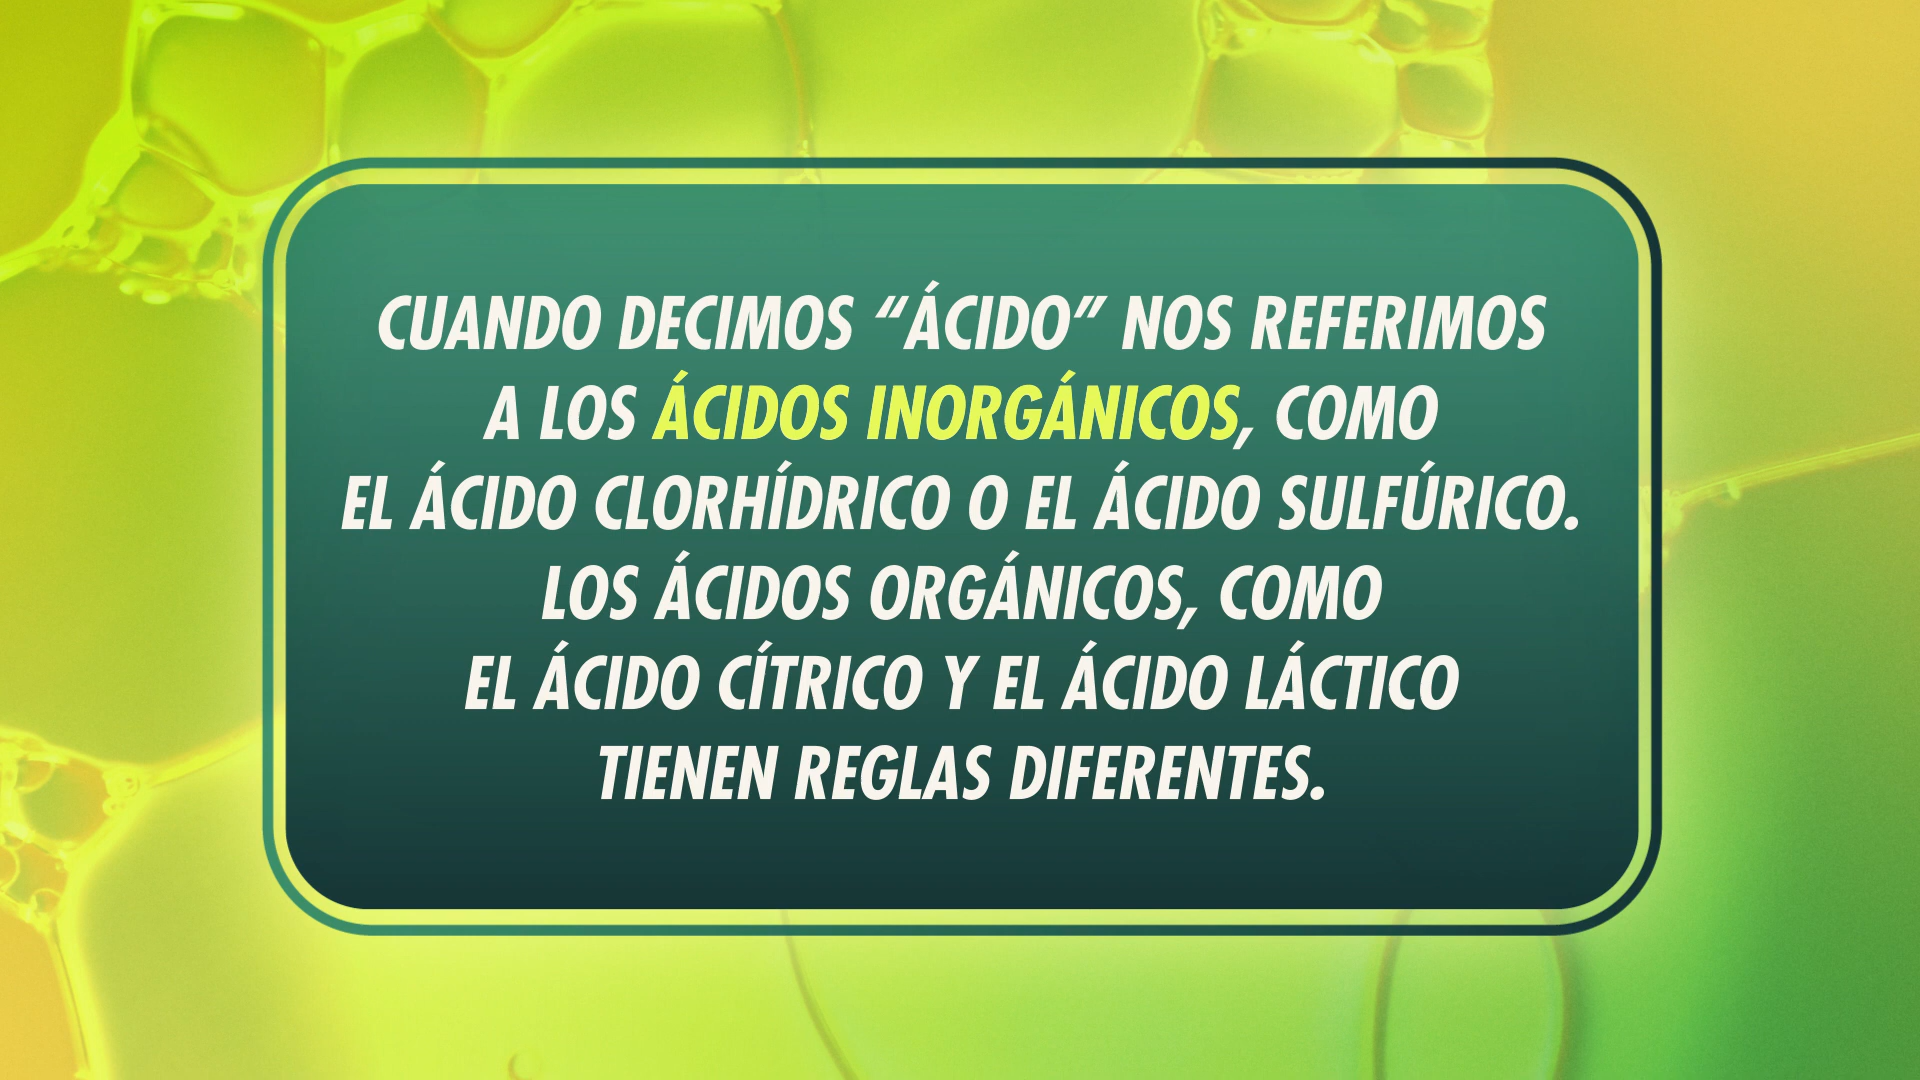 CUANDO DECIMOS “ÁCIDO” NOS REFERIMOS
A LOS ÁCIDOS INORGÁNICOS, COMO
EL ÁCIDO CLORHÍDRICO O EL ÁCIDO SULFÚRICO.
LOS ÁCIDOS ORGÁNICOS, COMO
EL ÁCIDO CÍTRICO Y EL ÁCIDO LÁCTICO
TIENEN REGLAS DIFERENTES.